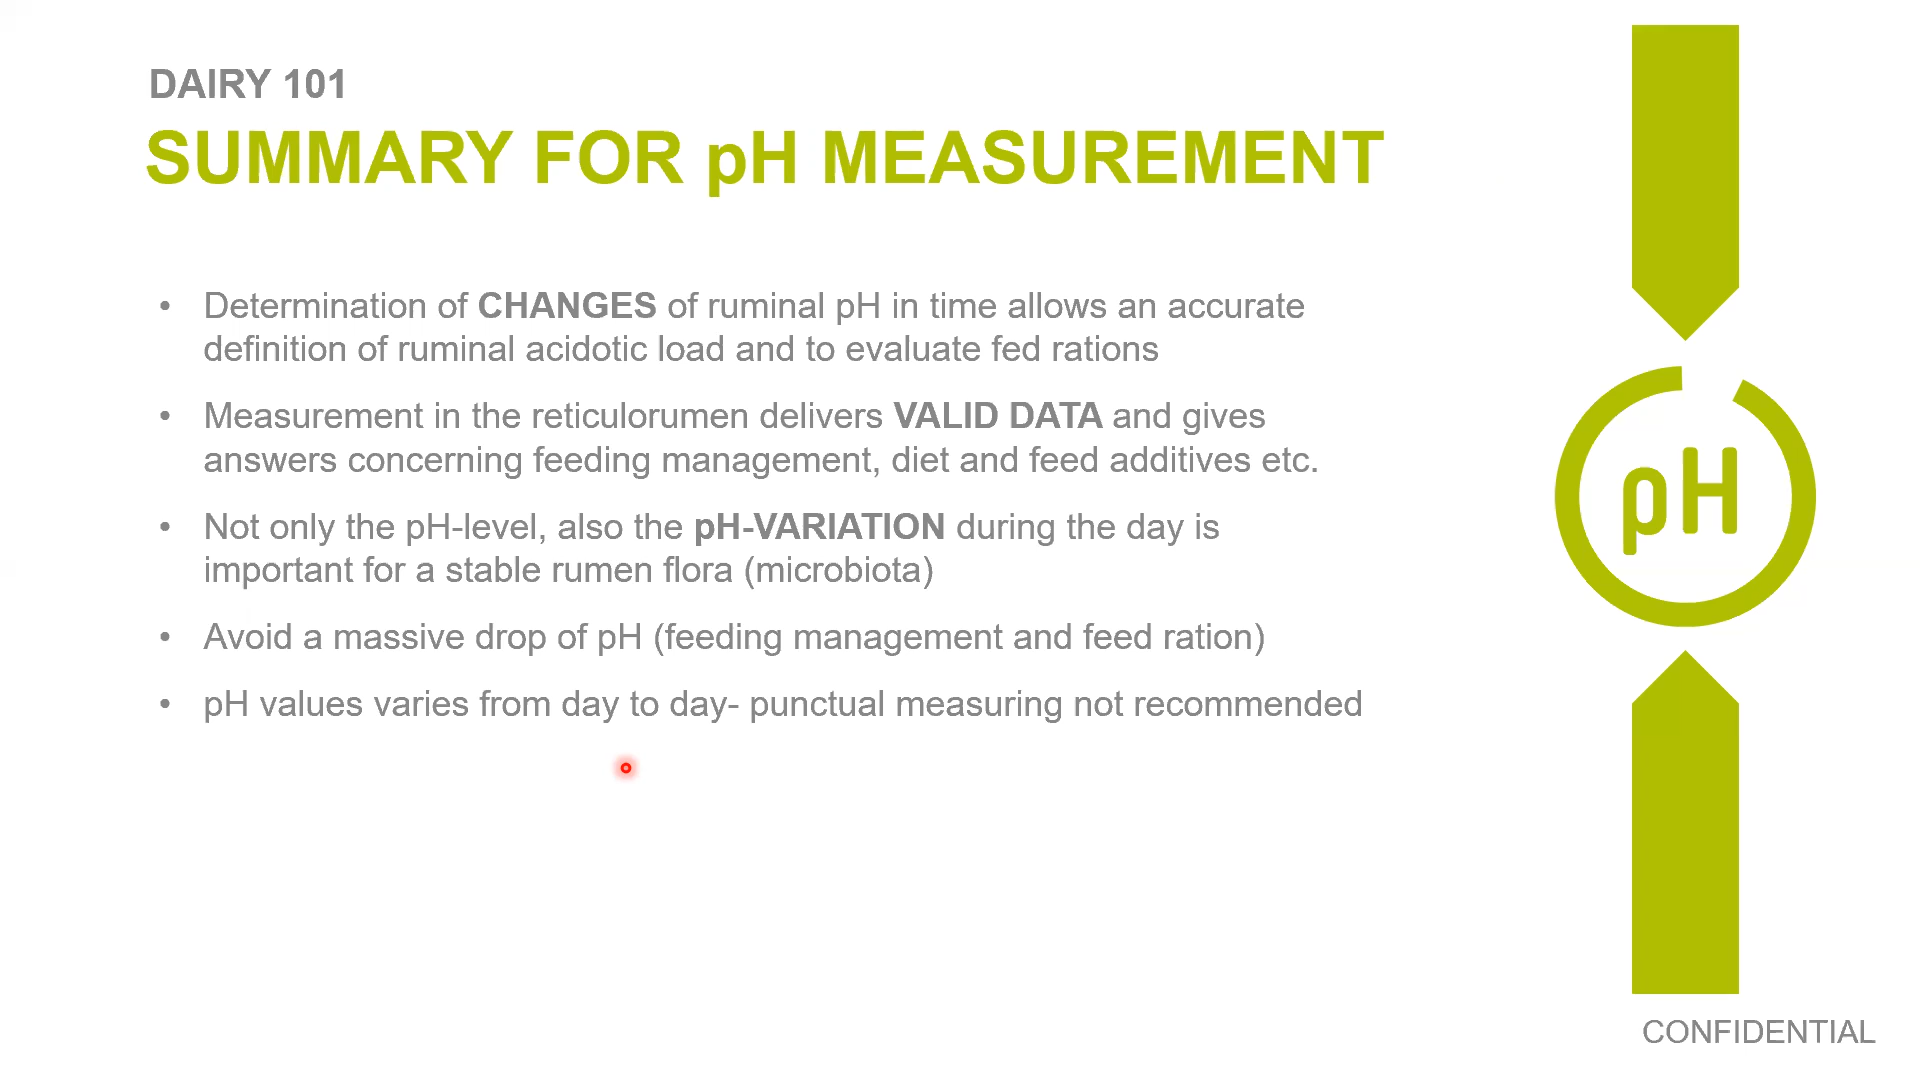 DAIRY 101
SUMMARY FOR pH MEASUREMENT
• Determination of CHANGES of ruminal pH in time allows an accurate
definition of ruminal acidotic load and to evaluate fed rations
• Measurement in the reticulorumen delivers VALID DATA and gives
answers concerning feeding management, diet and feed additives etc.
• Not only the pH-level, also the pH-VARIATION during the day is
important for a stable rumen flora (microbiota)
• Avoid a massive drop of pH (feeding management and feed ration)
• pH values varies from day to day- punctual measuring not recommended
pH
CONFIDENTIAL